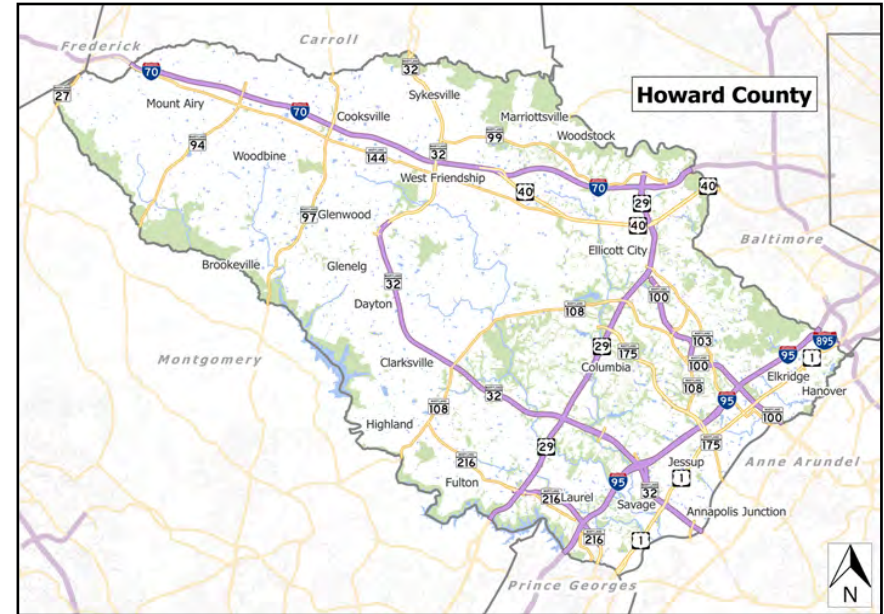 Frederick
Carroll
Howard County
70
32
27
Mount Airy
70
Sykesville
Cooksville
Marriottsville
99
Woodstock
94
144
32
Woodbine
West Friendship
40
70
40
29
97
Glenwood
40
Baltimore
Ellicott City
Brookeville
Glenelg
32
100
Dayton
108
103
895
29
175
95
1
Montgomery
Clarksville
Columbia
100
Elkridge
32
108
Hanover
95
108
100
Highland
29
175
216
Jessup
Anne Arundel
Fulton
95
1
216
Laurel
32
Savage
Annapolis Junction
216
1
Prince Georges
N